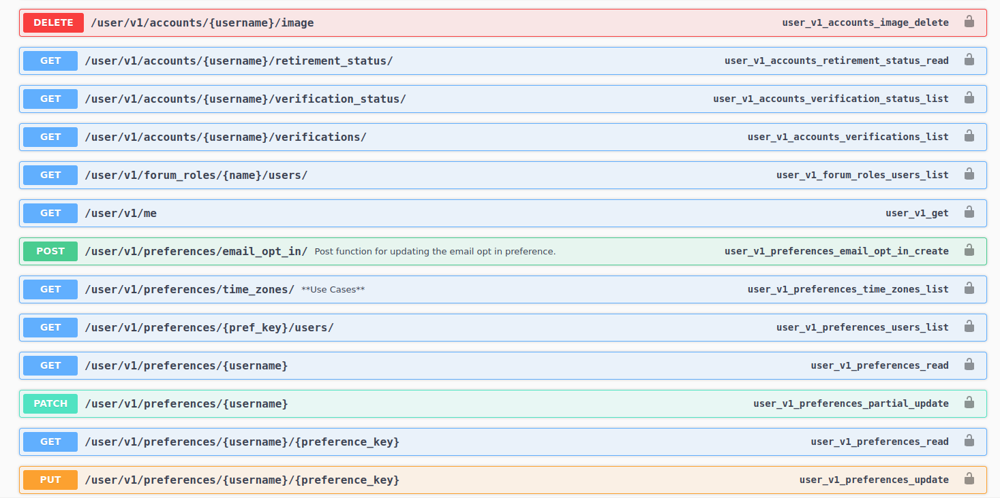 DELETE /user/v1/accounts/{username}/image user_v1_accounts_image_delete
GET /user/v1/accounts/{username}/retirement_status/ user_v1_accounts_retirement_status_read
GET /user/v1/accounts/{username}/verification_status/ user_v1_accounts_verification_status_list
GET /user/v1/accounts/{username}/verifications/ user_v1_accounts_verifications_list
GET /user/v1/forum_roles/{name}/users/ user_v1_forum_roles_users_list
GET /user/v1/me user_v1_get
POST /user/v1/preferences/email_opt_in/ Post function for updating the email opt in preference. user_v1_preferences_email_opt_in_create
GET /user/v1/preferences/time_zones/ **Use Cases** user_v1_preferences_time_zones_list
GET /user/v1/preferences/{pref_key}/users/ user_v1_preferences_users_list
GET /user/v1/preferences/{username} user_v1_preferences_read
PATCH /user/v1/preferences/{username} user_v1_preferences_partial_update
GET /user/v1/preferences/{username}/{preference_key} user_v1_preferences_read
PUT /user/v1/preferences/{username}/{preference_key} user_v1_preferences_update